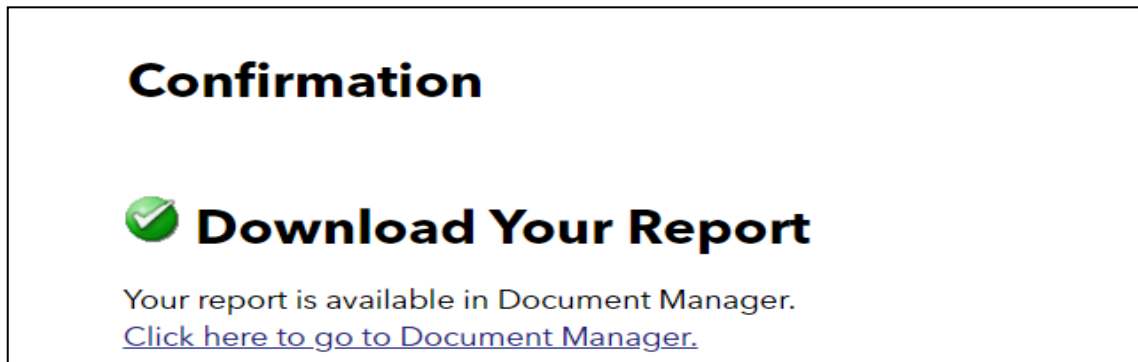 Confirmation
Download Your Report
Your report is available in Document Manager.
Click here to go to Document Manager.